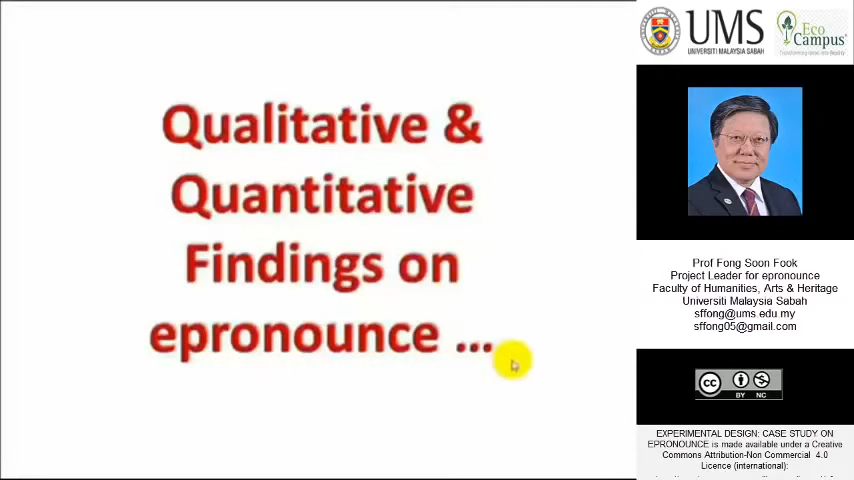 Qualitative &
Quantitative
Findings on
epronounce ...
UMS
UNIVERSITI MALAYSIA SABAH
Eco
Campus
Prof Fong Soon Fook
Project Leader for epronounce
Faculty of Humanities, Arts & Heritage
Universiti Malaysia Sabah
sffong@ums.edu.my
sffong05@gmail.com
cc
BY NC
EXPERIMENTAL DESIGN: CASE STUDY ON
EPRONOUNCE is made available under a Creative
Commons Attribution-Non Commercial 4.0
Licence (international):